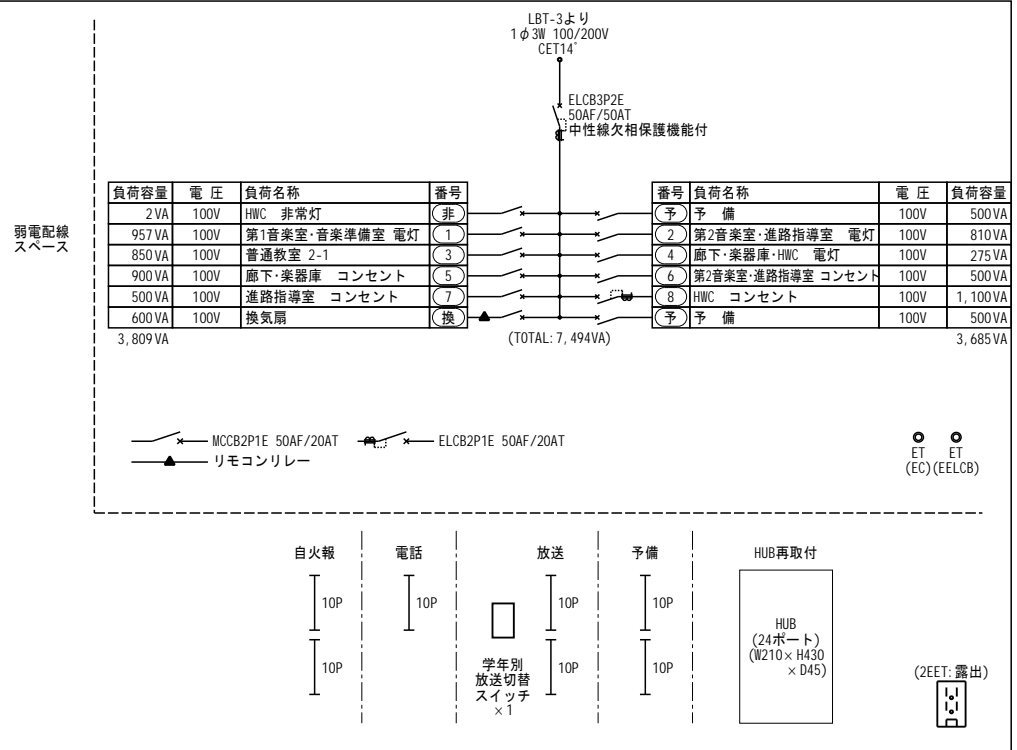 LBT-3より
1φ3W 100/200V
CET14゜
ELCB3P2E
50AF/50AT
中性線欠相保護機能付
弱電配線
スペース
負荷容量 電 圧 負荷名称 番号
2VA 100V HWC 非常灯 非
957VA 100V 第1音楽室・音楽準備室 電灯 1
850VA 100V 普通教室 2-1 3
900VA 100V 廊下・楽器庫 コンセント 5
500VA 100V 進路指導室 コンセント 7
600VA 100V 換気扇 換
3,809VA
番号 負荷名称 電 圧 負荷容量
予 予 備 100V 500VA
2 第2音楽室・進路指導室 電灯 100V 810VA
4 廊下・楽器庫・HWC 電灯 100V 275VA
6 第2音楽室・進路指導室 コンセント 100V 500VA
8 HWC コンセント 100V 1,100VA
予 予 備 100V 500VA
(TOTAL:7,494VA)
3,685VA
MCCB2P1E 50AF/20AT
ELCB2P1E 50AF/20AT
リモコンリレー
ET
(EC)
ET
(EELCB)
自火報
10P
10P
電話
10P
放送
10P
10P
学年別
放送切替
スイッチ
×1
予備
10P
10P
HUB再取付
HUB
(24ポート)
(W210×H430
×D45)
(2EET:露出)